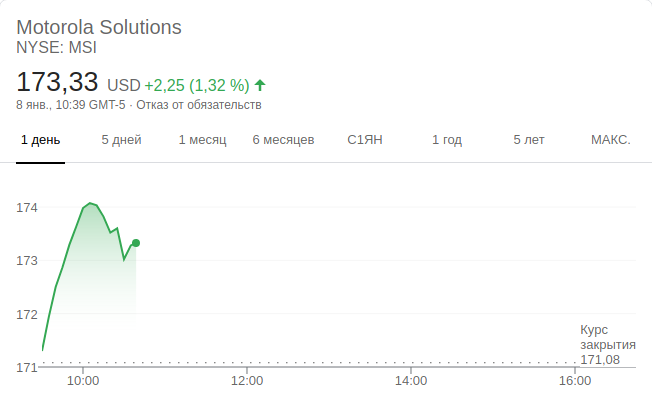 Motorola Solutions
NYSE: MSI
173,33 USD +2,25 (1,32 %)
8 янв., 10:39 GMT-5 · Отказ от обязательств
1 день 5 дней 1 месяц 6 месяцев С1ЯН 1 год 5 лет МАКС.
174
173
172
171
Курс
закрытия
171,08
10:00 12:00 14:00 16:00